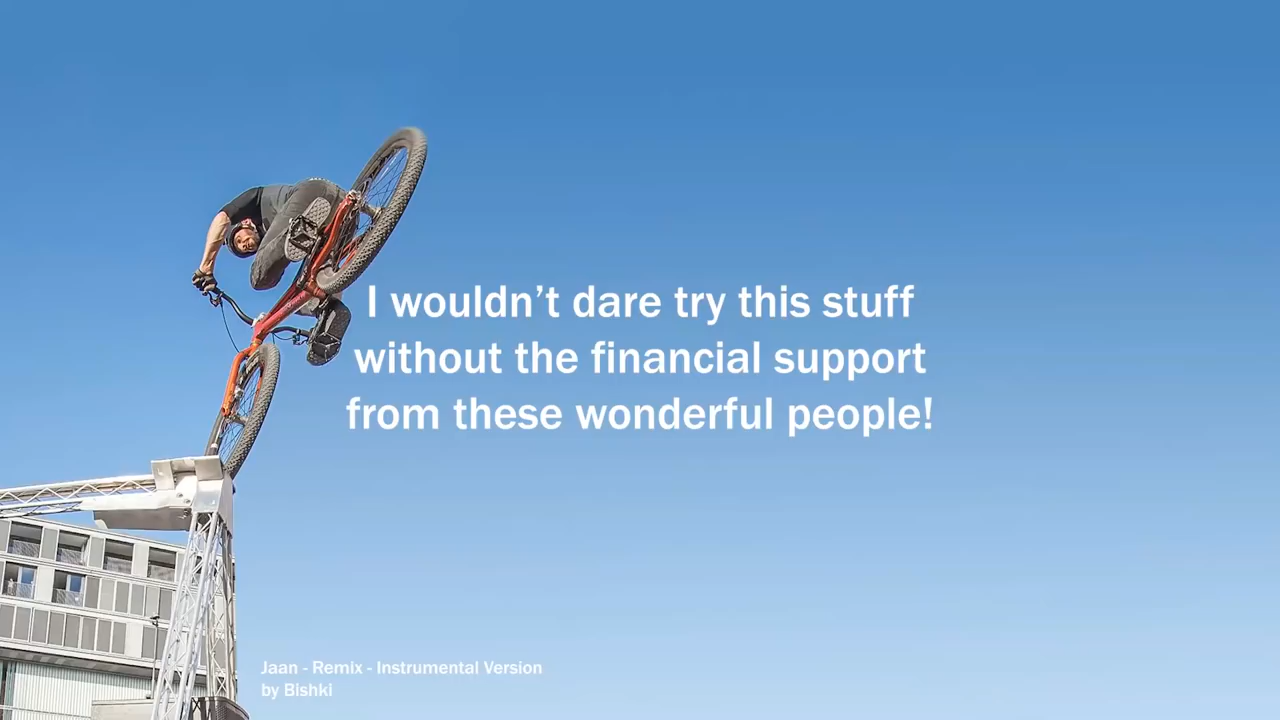 I wouldn’t dare try this stuff
without the financial support
from these wonderful people!
Jaan - Remix - Instrumental Version
by Bishki